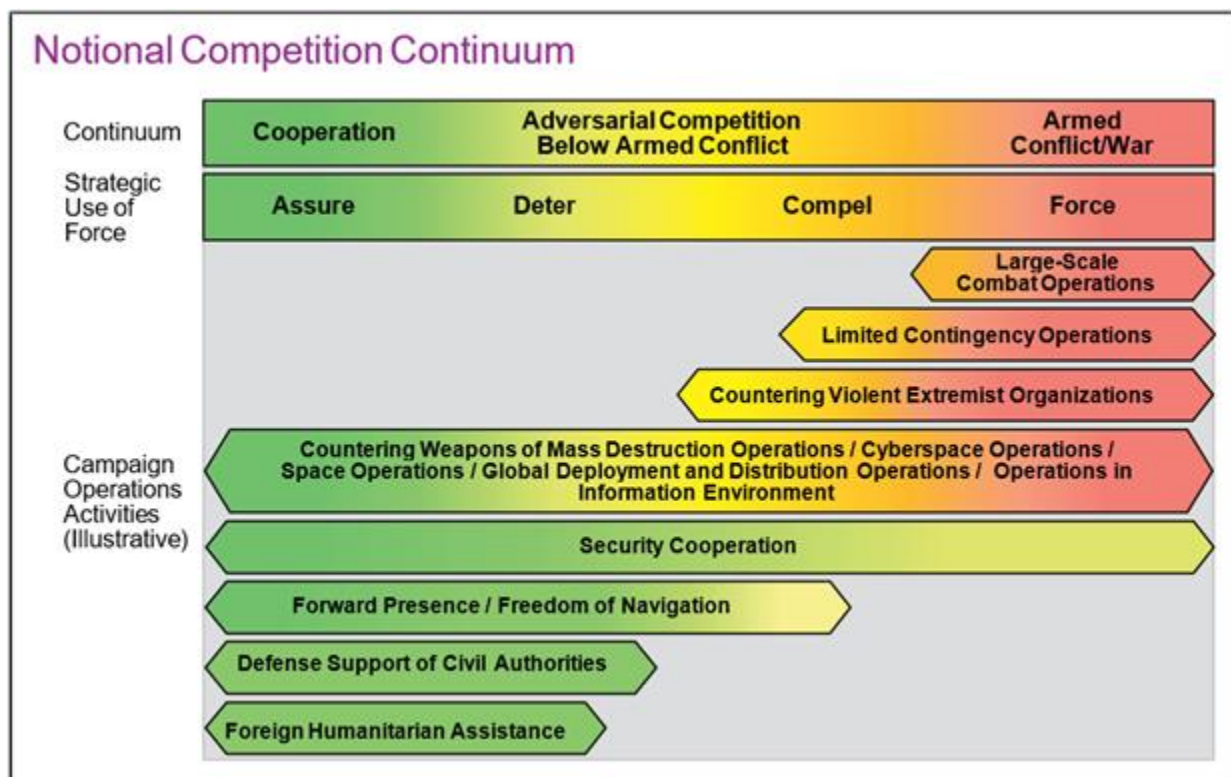 Notional Competition Continuum
Continuum
Cooperation
Adversarial Competition
Below Armed Conflict
Armed
Conflict/War
Strategic
Use of
Force
Assure
Deter
Compel
Force
Large-Scale
Combat Operations
Limited Contingency Operations
Countering Violent Extremist Organizations
Campaign
Operations
Activities
(Illustrative)
Countering Weapons of Mass Destruction Operations / Cyberspace Operations /
Space Operations / Global Deployment and Distribution Operations / Operations in
Information Environment
Security Cooperation
Forward Presence / Freedom of Navigation
Defense Support of Civil Authorities
Foreign Humanitarian Assistance